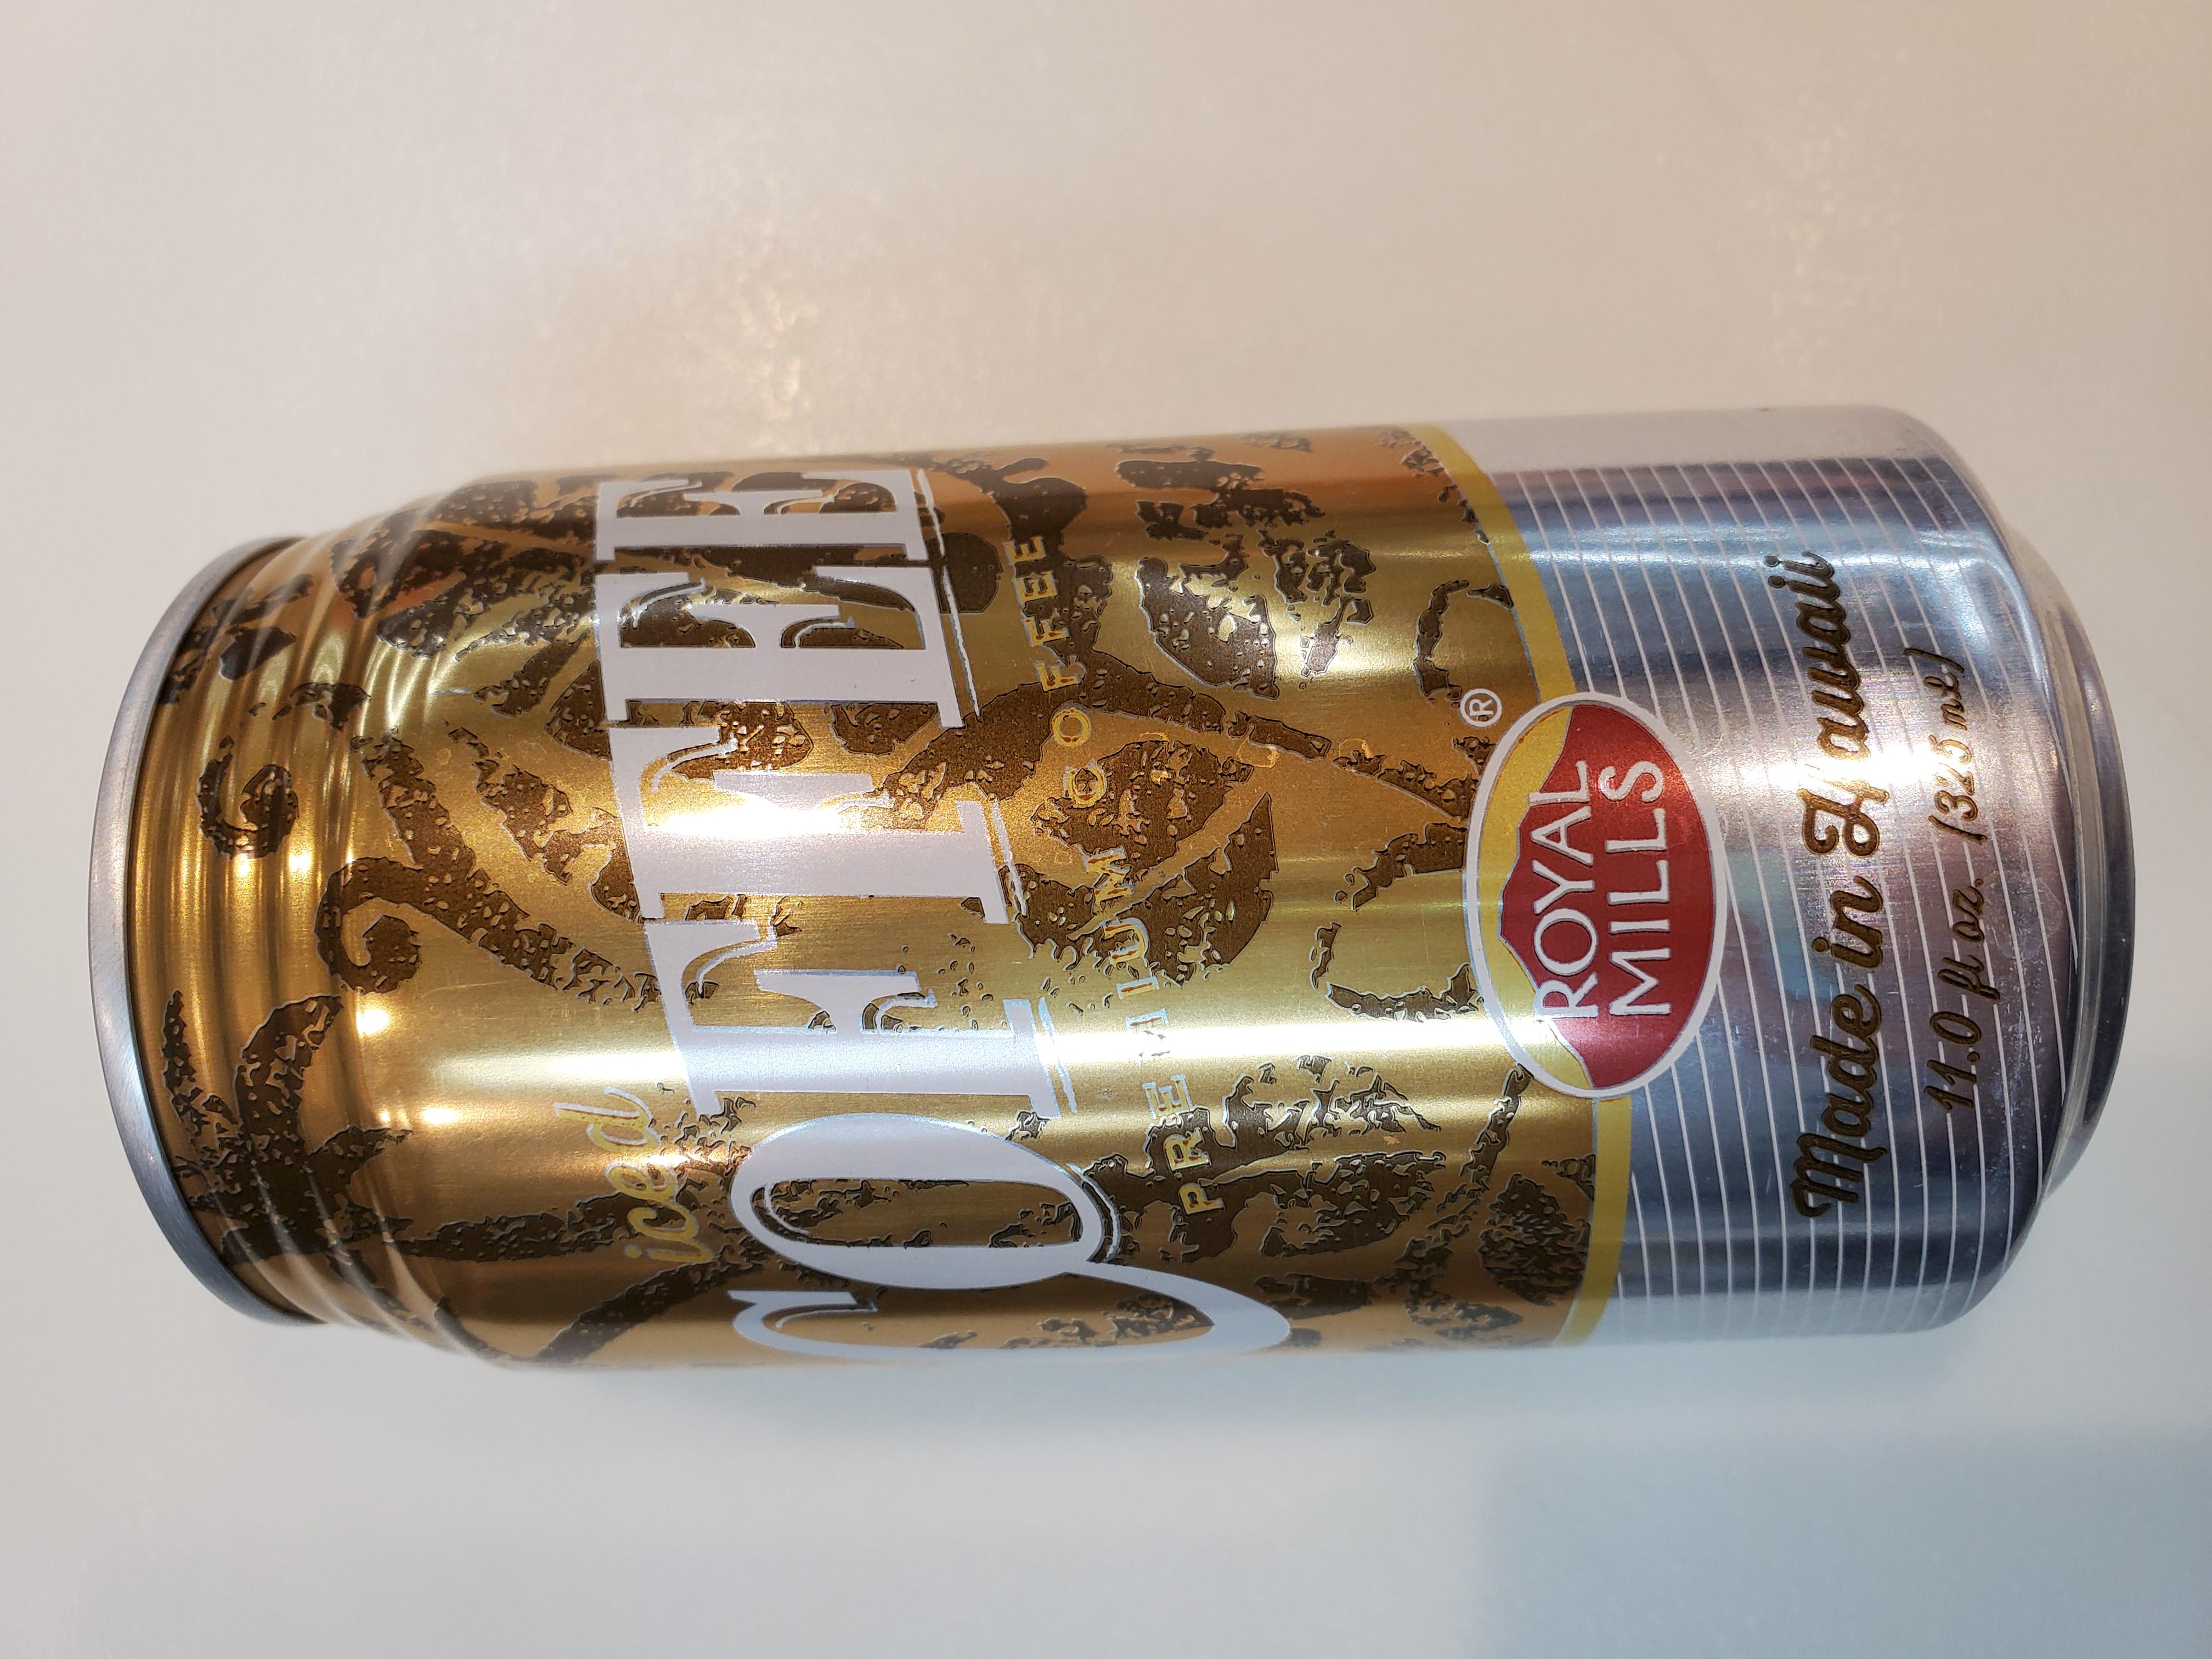 iced
COFFEE
PREMIUM COFFEE
®
ROYAL
MILLS
Made in Hawaii
11.0 fl oz. (325 mL)